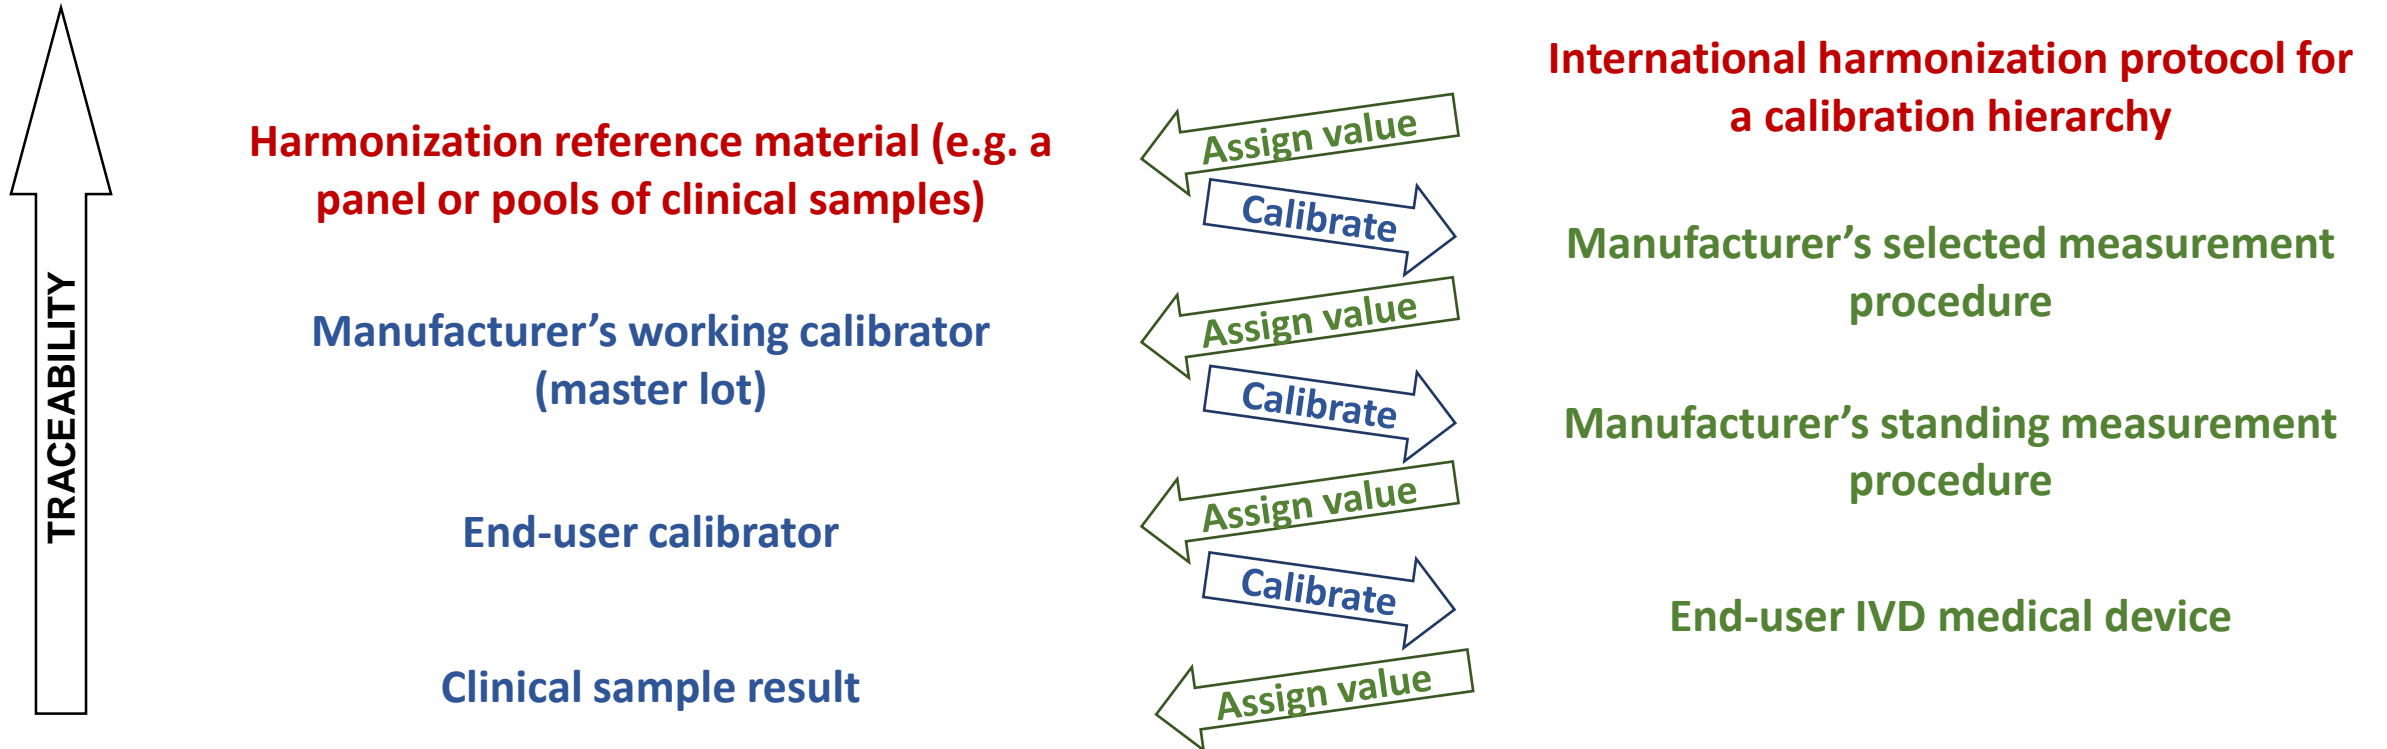 International harmonization protocol for
a calibration hierarchy
Assign value
Harmonization reference material (e.g. a
panel or pools of clinical samples)
Calibrate
Manufacturer’s selected measurement
procedure
Assign value
Manufacturer’s working calibrator
(master lot)
Calibrate
Manufacturer’s standing measurement
procedure
Assign value
End-user calibrator
Calibrate
End-user IVD medical device
Assign value
Clinical sample result
TRACEABILITY